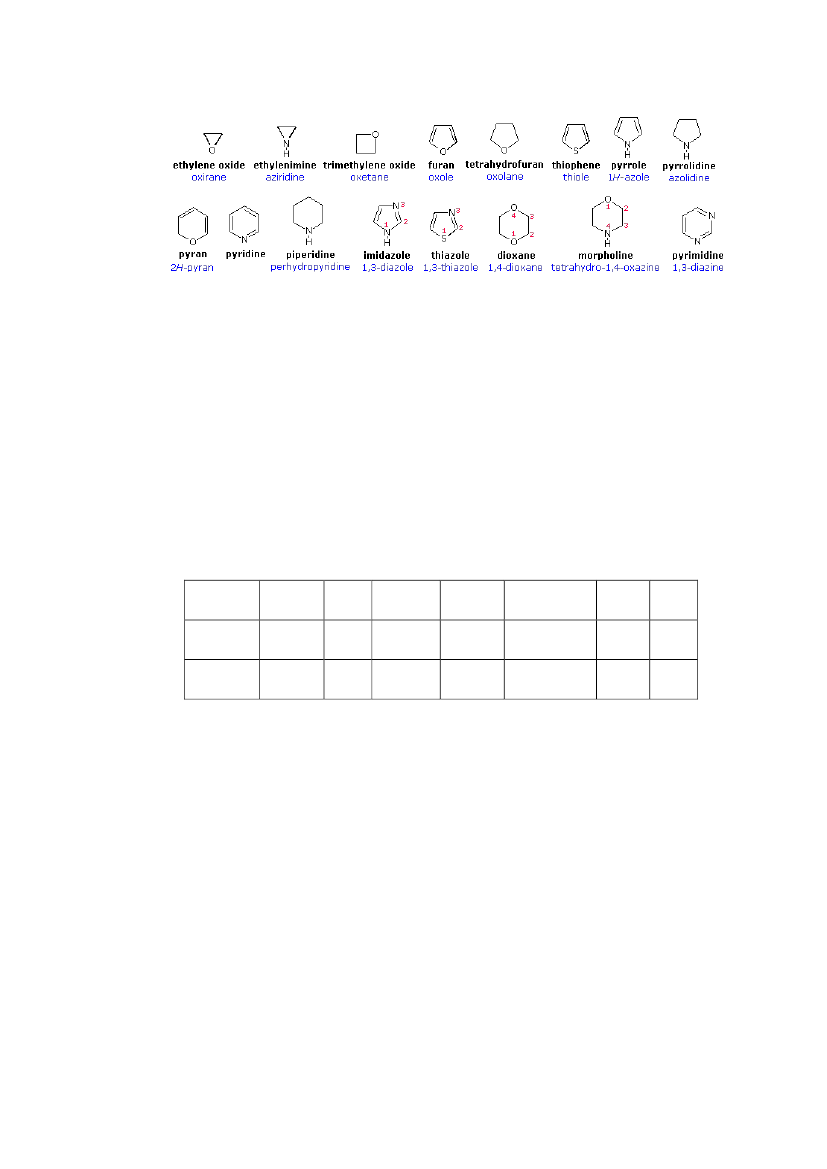 O N H O O O S N H N H
ethylene oxide ethylenimine trimethylene oxide furan tetrahydrofuran thiophene pyrrole pyrrolidine
oxirane aziridine oxetane oxole oxolane thiole 1H-azole azolidine
O N N H N 3 1 2 N H N 3 1 2 S O 4 3 1 2 O O 1 2 4 3 N H N N
pyran pyridine piperidine imidazole thiazole dioxane morpholine pyrimidine
2H-pyran perhydropyridine 1,3-diazole 1,3-thiazole 1,4-dioxane tetrahydro-1,4-oxazine 1,3-diazine